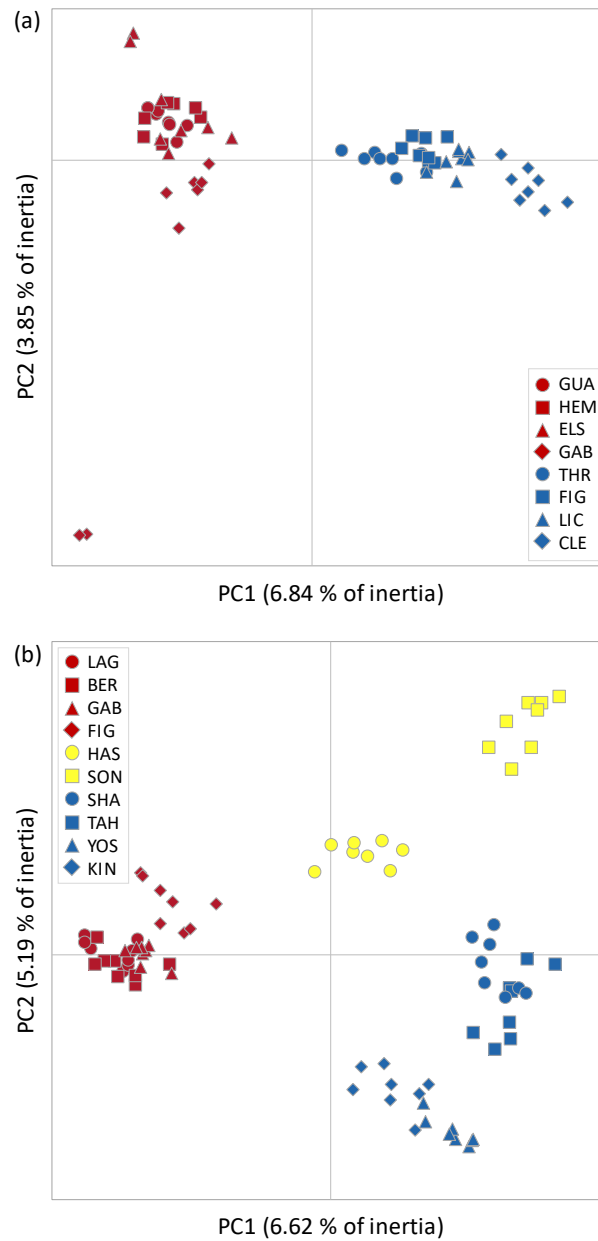 (a)
PC2 (3.85 % of inertia)
GUA
HEM
ELS
GAB
THR
FIG
LIC
CLE
PC1 (6.84 % of inertia)
(b)
LAG
BER
GAB
FIG
HAS
SON
SHA
TAH
YOS
KIN
PC2 (5.19 % of inertia)
PC1 (6.62 % of inertia)